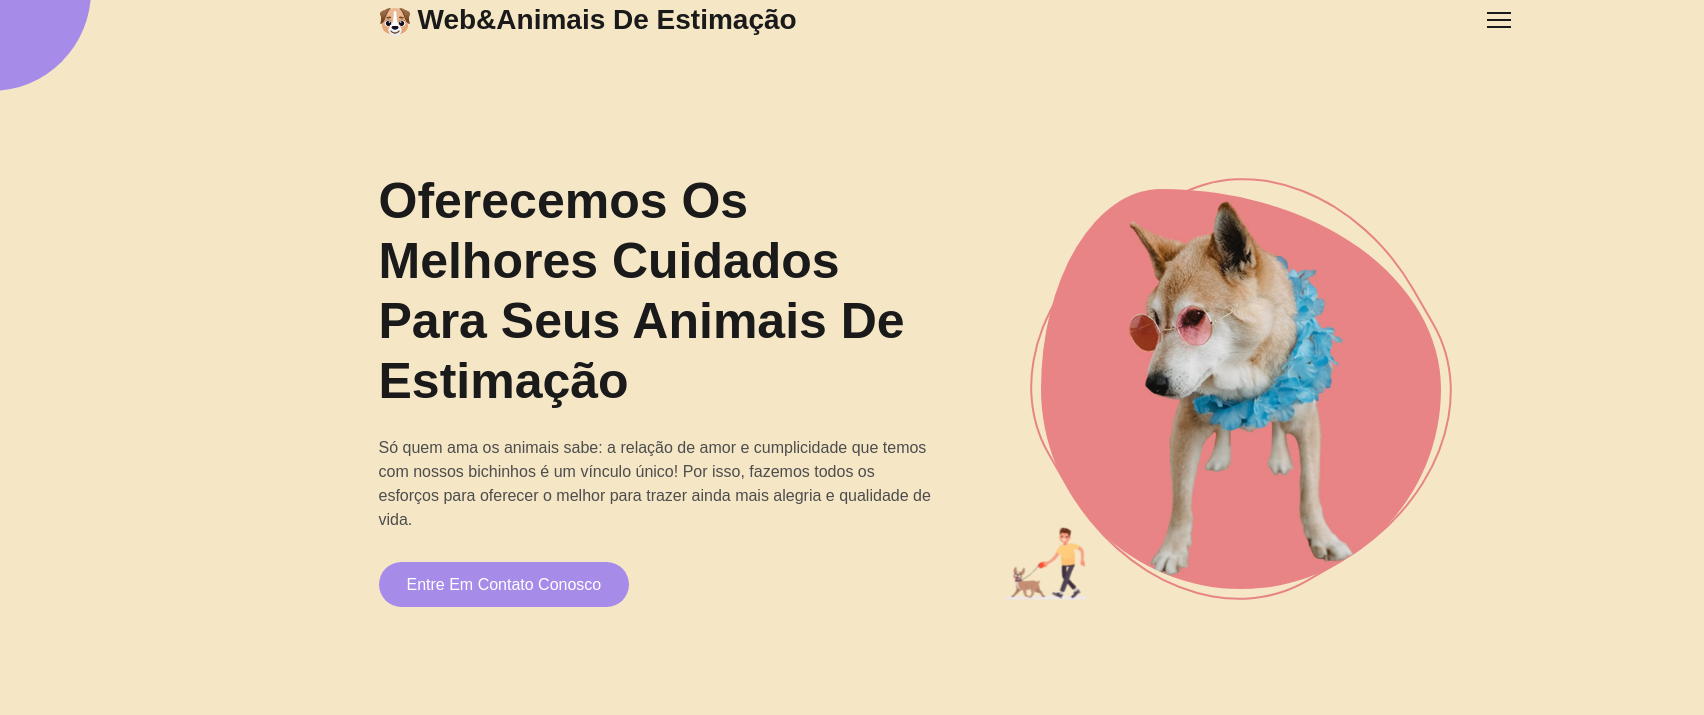 Web&Animais De Estimação
Oferecemos Os
Melhores Cuidados
Para Seus Animais De
Estimação
Só quem ama os animais sabe: a relação de amor e cumplicidade que temos
com nossos bichinhos é um vínculo único! Por isso, fazemos todos os
esforços para oferecer o melhor para trazer ainda mais alegria e qualidade de
vida.
Entre Em Contato Conosco